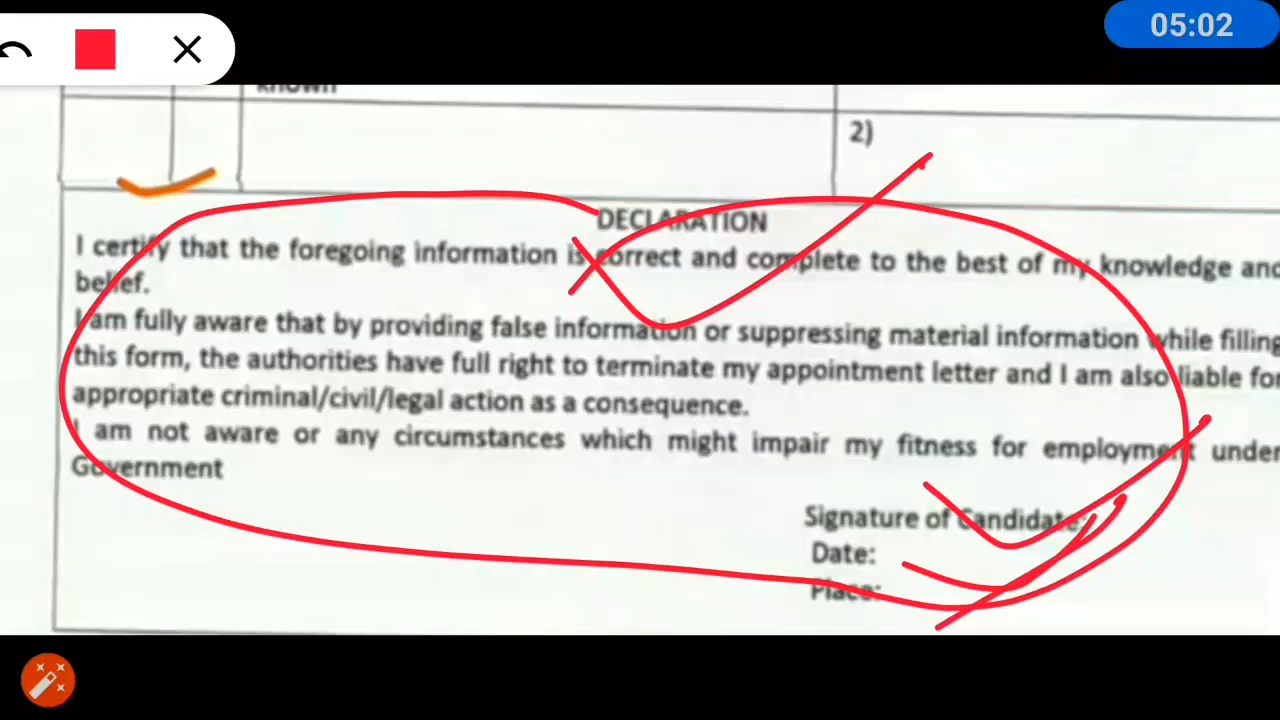 05:02
known
2)
DECLARATION
I certify that the foregoing information is correct and complete to the best of my knowledge and
belief.
I am fully aware that by providing false information or suppressing material information while filling
this form, the authorities have full right to terminate my appointment letter and I am also liable for
appropriate criminal/civil/legal action as a consequence.
I am not aware or any circumstances which might impair my fitness for employment under
Government
Signature of Candidate:
Date:
Place: